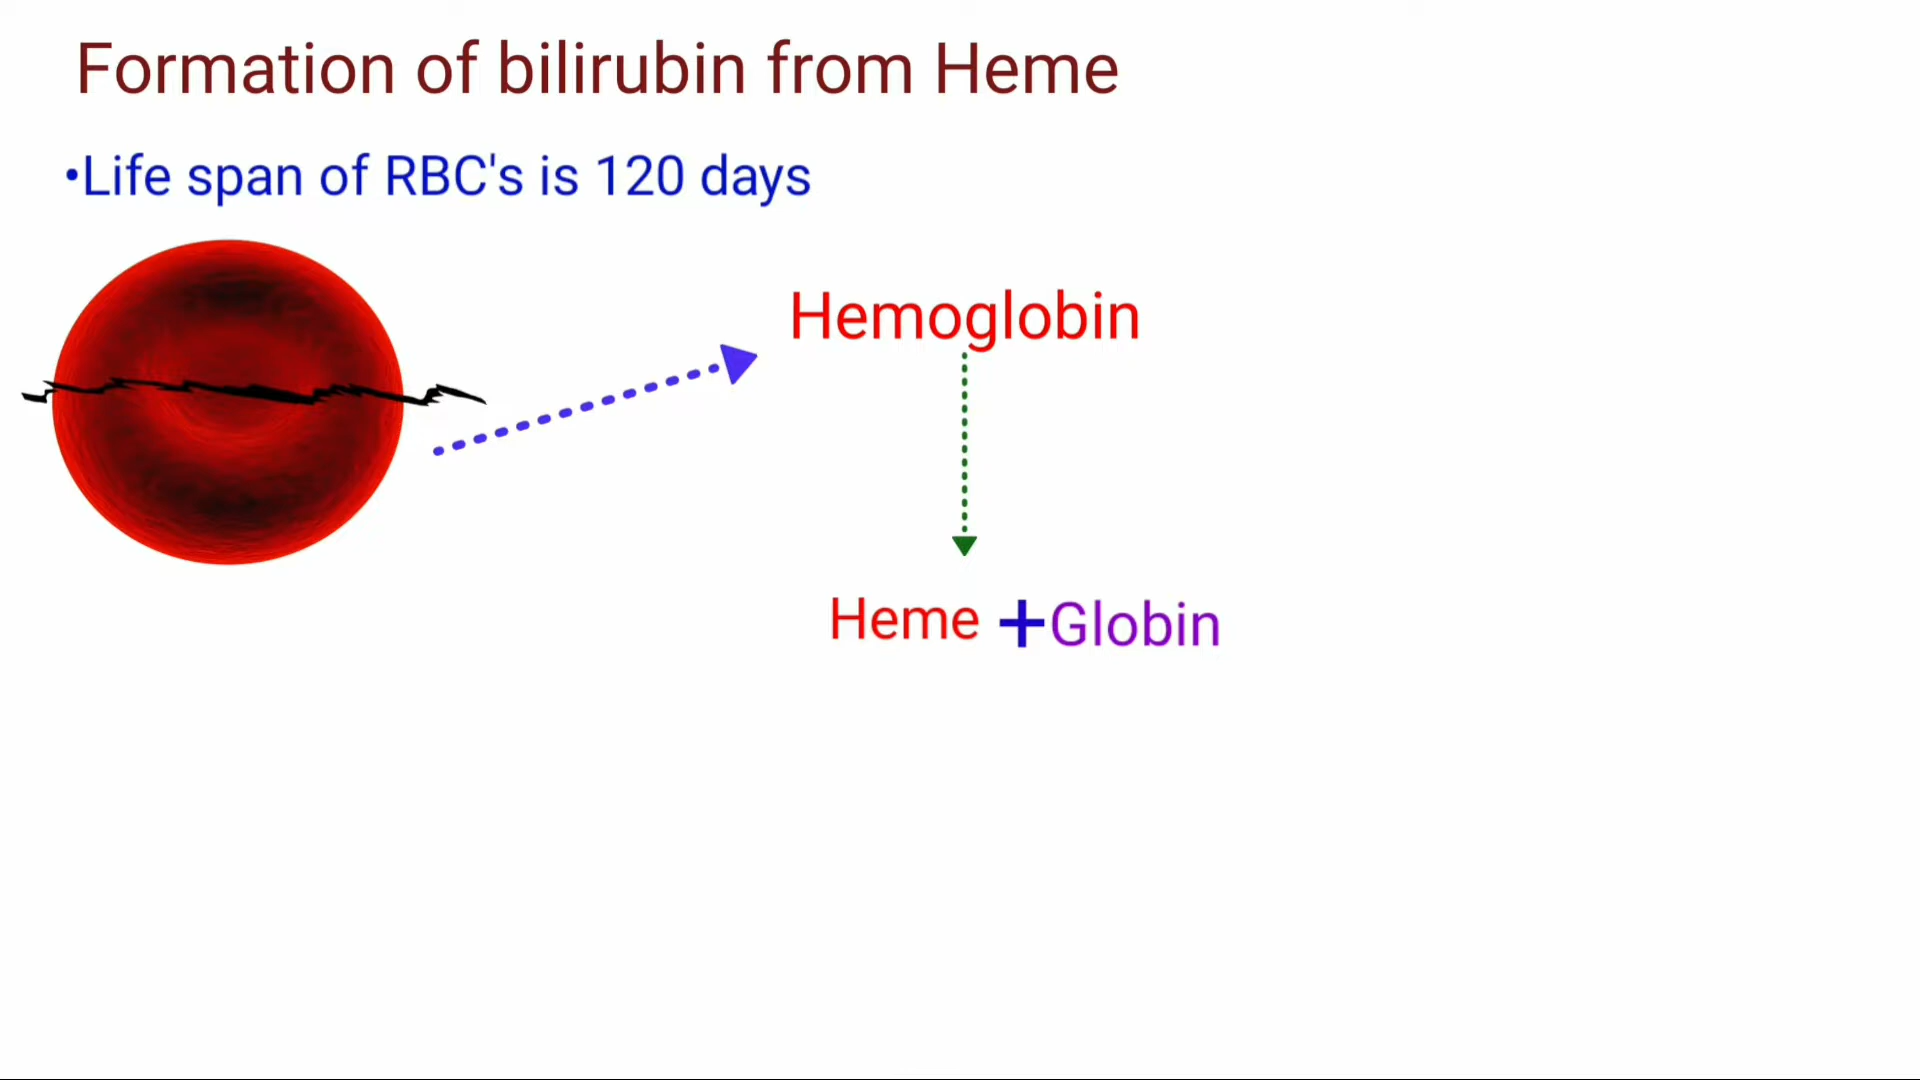 Formation of bilirubin from Heme
•Life span of RBC's is 120 days
Hemoglobin
Heme +Globin